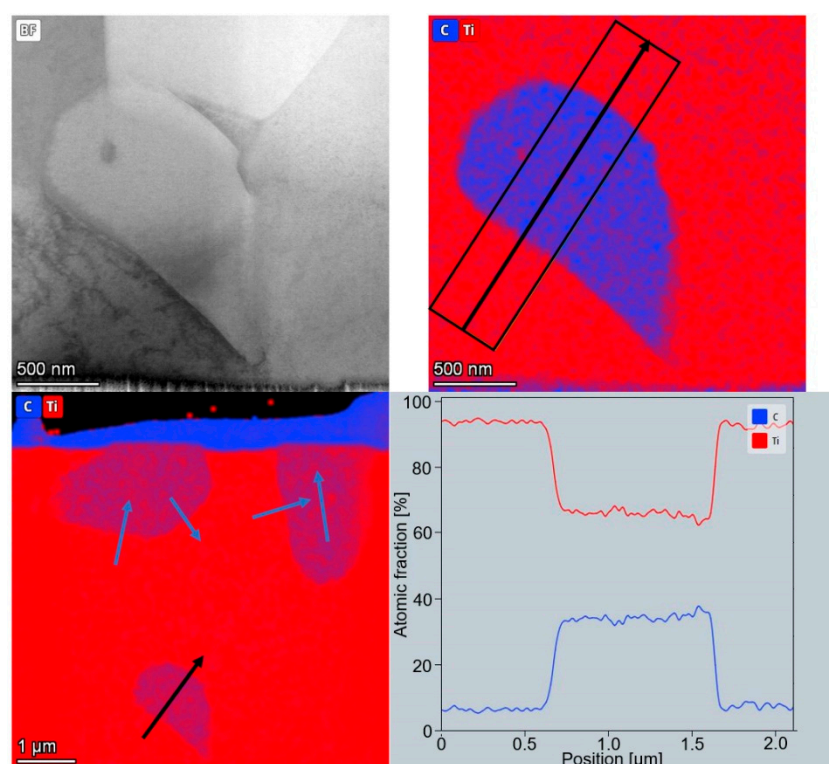 BF
C Ti
500 nm
500 nm
C Ti
1 µm
100
80
60
40
20
0
Atomic fraction [%]
C
Ti
0 0.5 1.0 1.5 2.0
Position [µm]